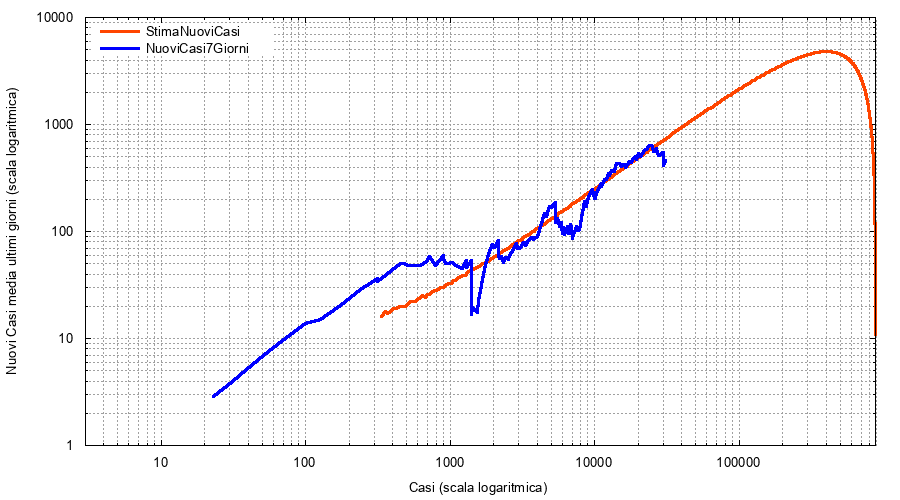 StimaNuoviCasi
NuoviCasi7Giorni
Nuovi Casi media ultimi giorni (scala logaritmica)
10000
1000
100
10
1
10
100
1000
10000
100000
Casi (scala logaritmica)